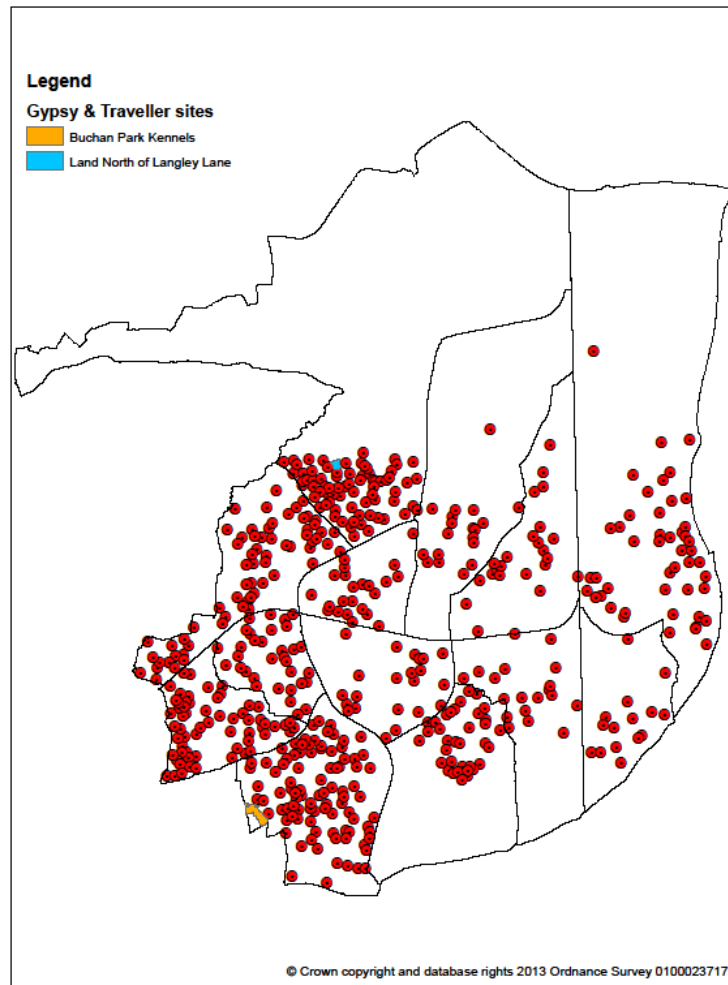 Legend
Gypsy & Traveller sites
Buchan Park Kennels
Land North of Langley Lane
© Crown copyright and database rights 2013 Ordnance Survey 0100023717